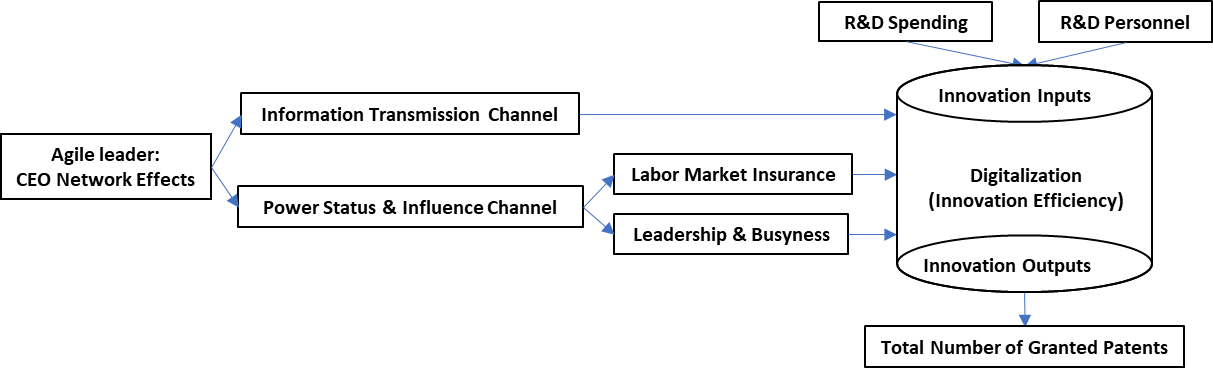 R&D Spending
R&D Personnel
Innovation Inputs
Information Transmission Channel
Agile leader:
CEO Network Effects
Labor Market Insurance
Digitalization
(Innovation Efficiency)
Power Status & Influence Channel
Leadership & Busyness
Innovation Outputs
Total Number of Granted Patents